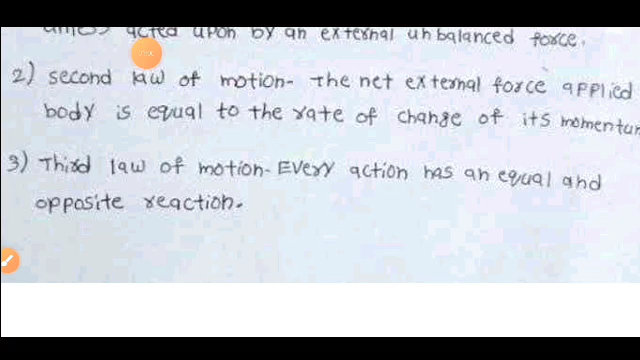 unless acted upon by an external unbalanced force.
2) second law of motion- The net external force applied
body is equal to the rate of change of its momentum
3) Third law of motion- Every action has an equal and
opposite reaction.